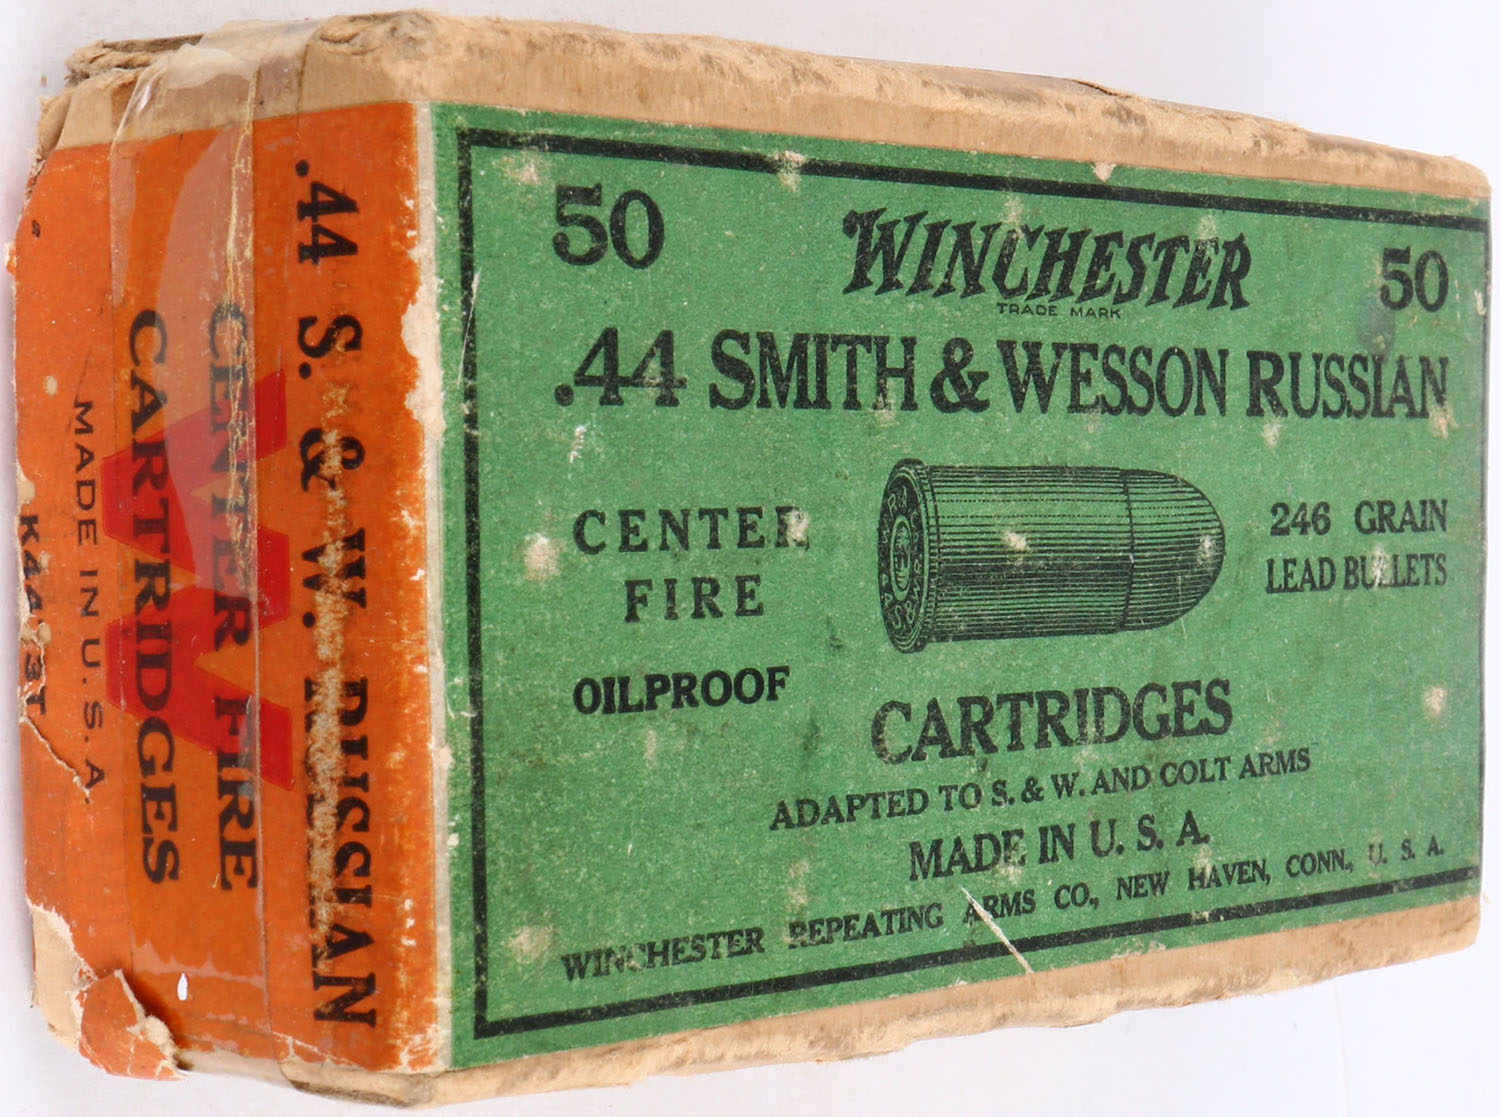 50 WINCHESTER 50
TRADE MARK
.44 SMITH & WESSON RUSSIAN
CENTER
FIRE
OILPROOF
246 GRAIN
LEAD BULLETS
CARTRIDGES
ADAPTED TO S. & W. AND COLT ARMS
MADE IN U. S. A.
WINCHESTER REPEATING ARMS CO., NEW HAVEN, CONN., U. S. A.
.44 S. & W. RUSSIAN
CENTER FIRE
CARTRIDGES
MADE IN U. S. A.